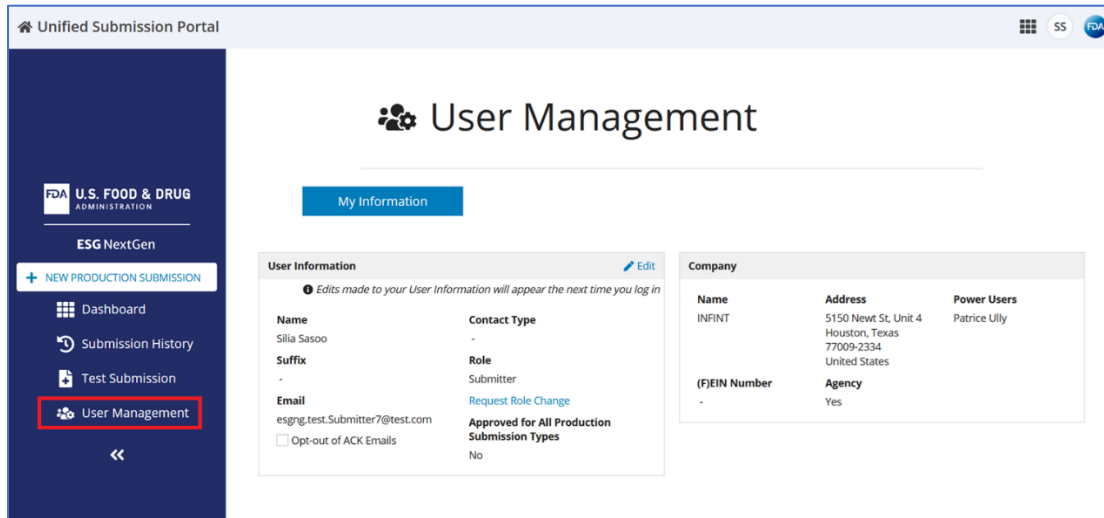 Unified Submission Portal
SS
FDA
User Management
FDA U.S. FOOD & DRUG
ADMINISTRATION
ESG NextGen
+ NEW PRODUCTION SUBMISSION
Dashboard
Submission History
Test Submission
User Management
My Information
User Information
Edit
Edits made to your User Information will appear the next time you log in
Name
Contact Type
Silia Sasoo
-
Suffix
Role
-
Submitter
Email
Request Role Change
esgng.test.Submitter7@test.com
Approved for All Production
Submission Types
Opt-out of ACK Emails
No
Company
Name
Address
Power Users
INFINT
5150 Newt St, Unit 4
Patrice Ully
Houston, Texas
77009-2334
United States
(F)EIN Number
Agency
-
Yes